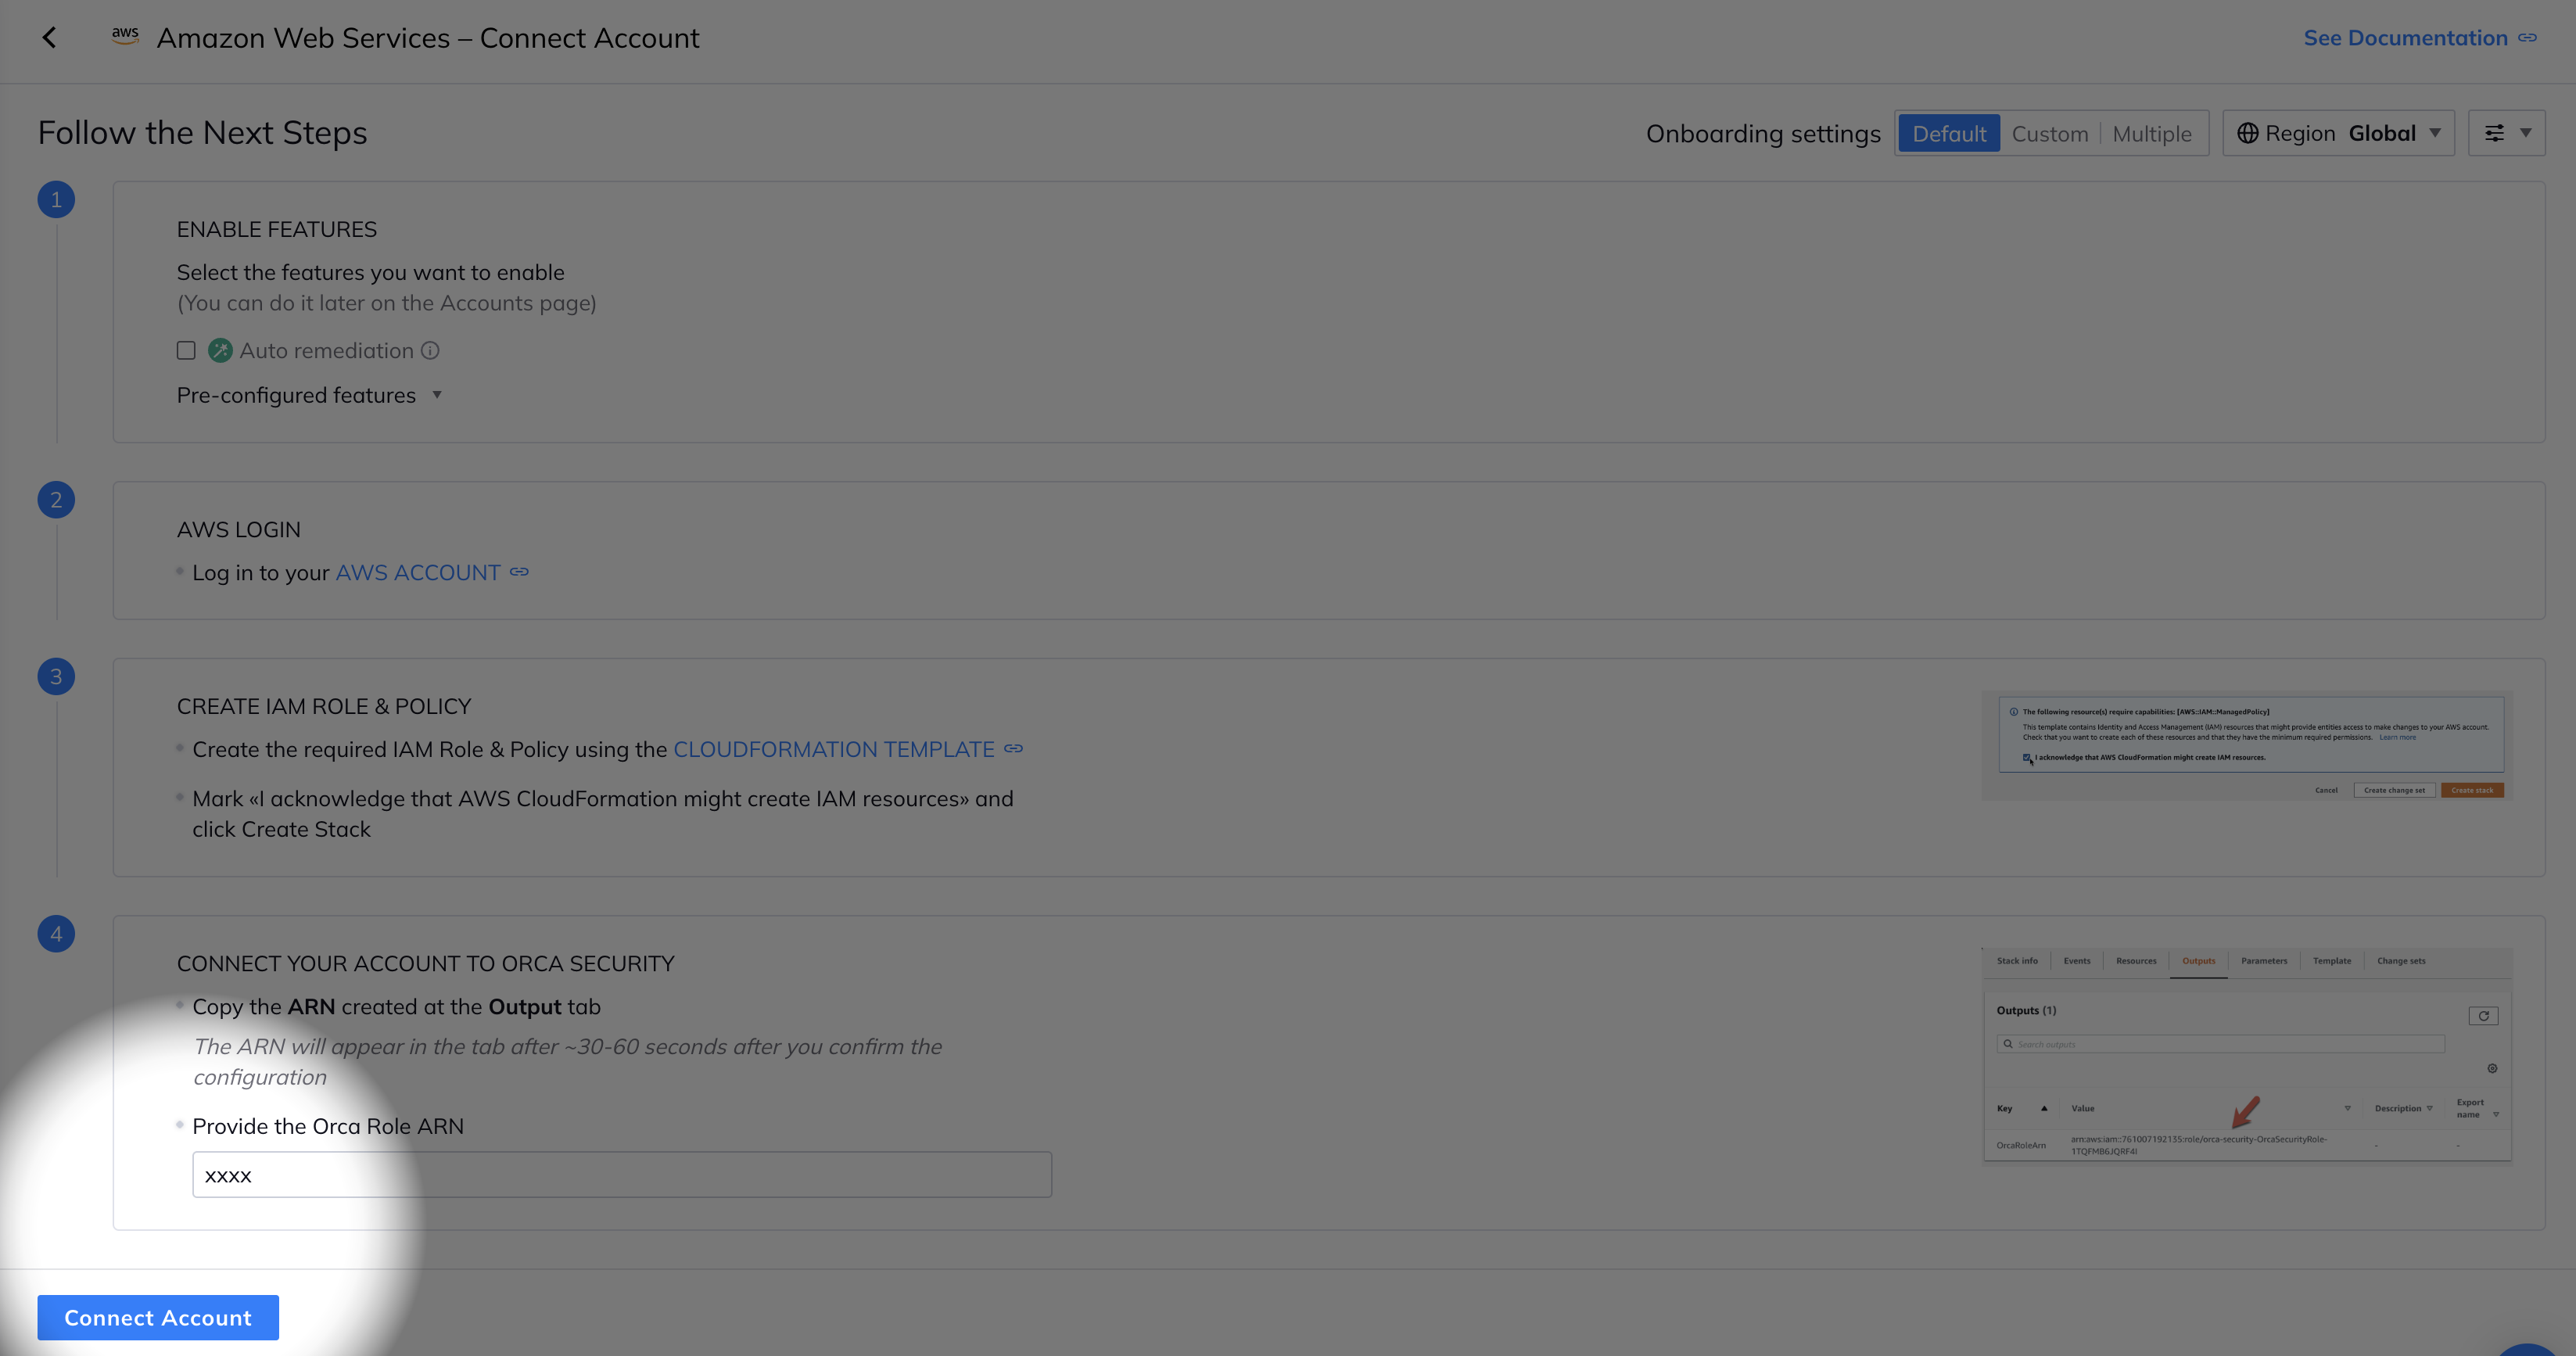 aws Amazon Web Services – Connect Account
See Documentation
Follow the Next Steps
Onboarding settings Default Custom Multiple Region Global
1
ENABLE FEATURES
Select the features you want to enable
(You can do it later on the Accounts page)
Auto remediation
Pre-configured features
2
AWS LOGIN
Log in to your AWS ACCOUNT
3
CREATE IAM ROLE & POLICY
Create the required IAM Role & Policy using the CLOUDFORMATION TEMPLATE
Mark «I acknowledge that AWS CloudFormation might create IAM resources» and
click Create Stack
The following resource(s) require capabilities: [AWS::IAM::ManagedPolicy]
This template contains Identity and Access Management (IAM) resources that might provide entities access to make changes to your AWS account.
Check that you want to create each of these resources and that they have the minimum required permissions. Learn more
I acknowledge that AWS CloudFormation might create IAM resources.
Cancel Create change set Create stack
4
CONNECT YOUR ACCOUNT TO ORCA SECURITY
Copy the ARN created at the Output tab
The ARN will appear in the tab after ~30-60 seconds after you confirm the
configuration
Provide the Orca Role ARN
xxxx
Stack info Events Resources Outputs Parameters Template Change sets
Outputs (1)
Search outputs
Key Value Description Export
name
OrcaRoleArn arn:aws:iam::761007192135:role/orca-security-OrcaSecurityRole- - -
1TQFMB6JQRF4I
Connect Account